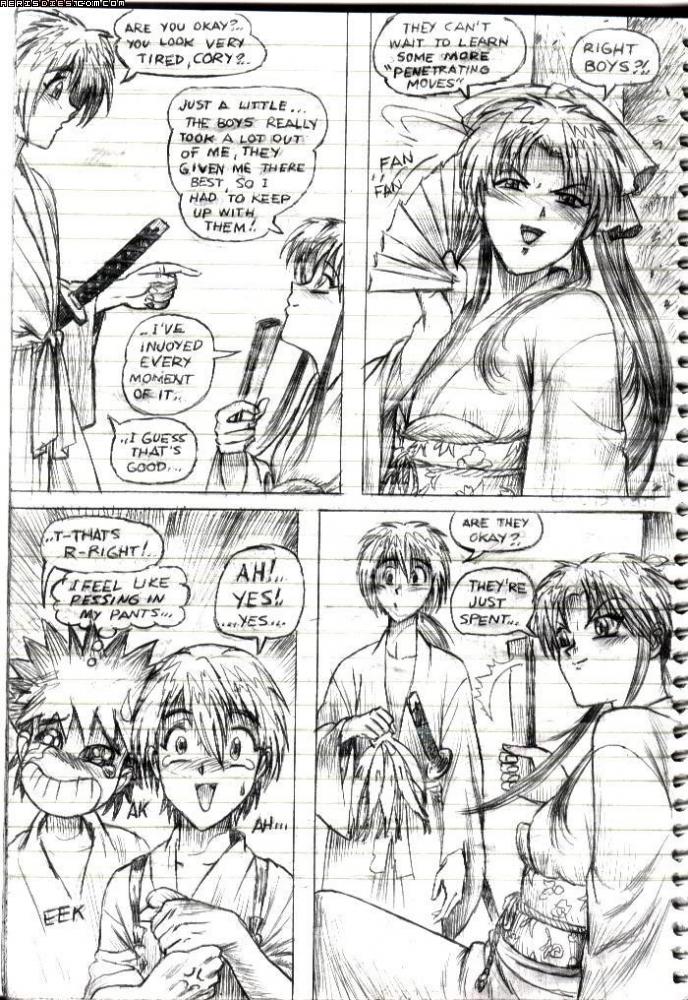 AERISDIES.COM.COM
ARE YOU OKAY?..
YOU LOOK VERY
TIRED, CORY?..
JUST A LITTLE...
THE BOYS REALLY
TOOK A LOT OUT
OF ME, THEY
GIVEN ME THERE
BEST, SO I
HAD TO KEEP
UP WITH
THEM!.
..I'VE
INJOYED
EVERY
MOMENT
OF IT..
..I GUESS
THAT'S
GOOD....
THEY CAN'T
WAIT TO LEARN
SOME MORE
"PENETRATING
MOVES"
RIGHT
BOYS?!.
FAN
FAN
..T-THATS
R-RIGHT!..
I FEEL LIKE
PESSING IN
MY PANTS...
AH!...
YES!.
....YES....
AK
AH...
EEK
ARE THEY
OKAY?.
THEY'RE
JUST
SPENT...